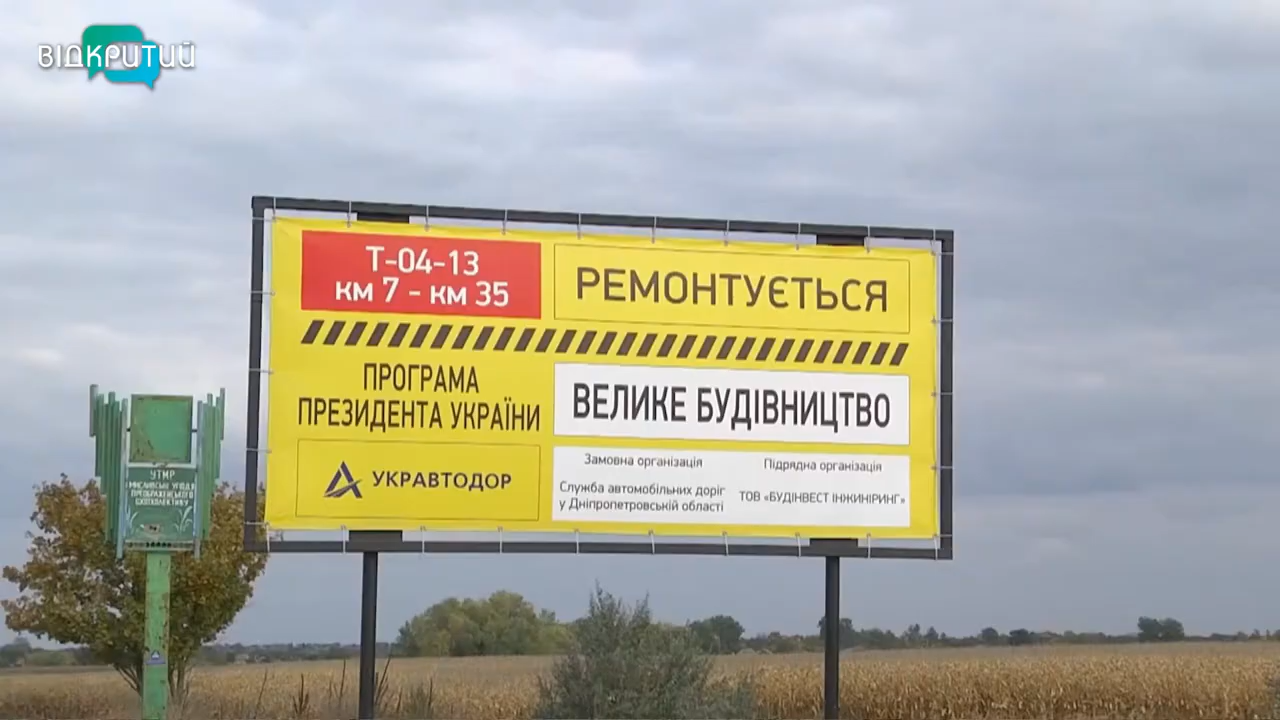 ВІДКРИТИЙ
Т-04-13
км 7 - км 35
РЕМОНТУЄТЬСЯ
ПРОГРАМА
ПРЕЗИДЕНТА УКРАЇНИ
ВЕЛИКЕ БУДІВНИЦТВО
УКРАВТОДОР
Замовна організація
Служба автомобільних доріг
у Дніпропетровській області
Підрядна організація
ТОВ «БУДІНВЕСТ ІНЖИНІРИНГ»
УТМР